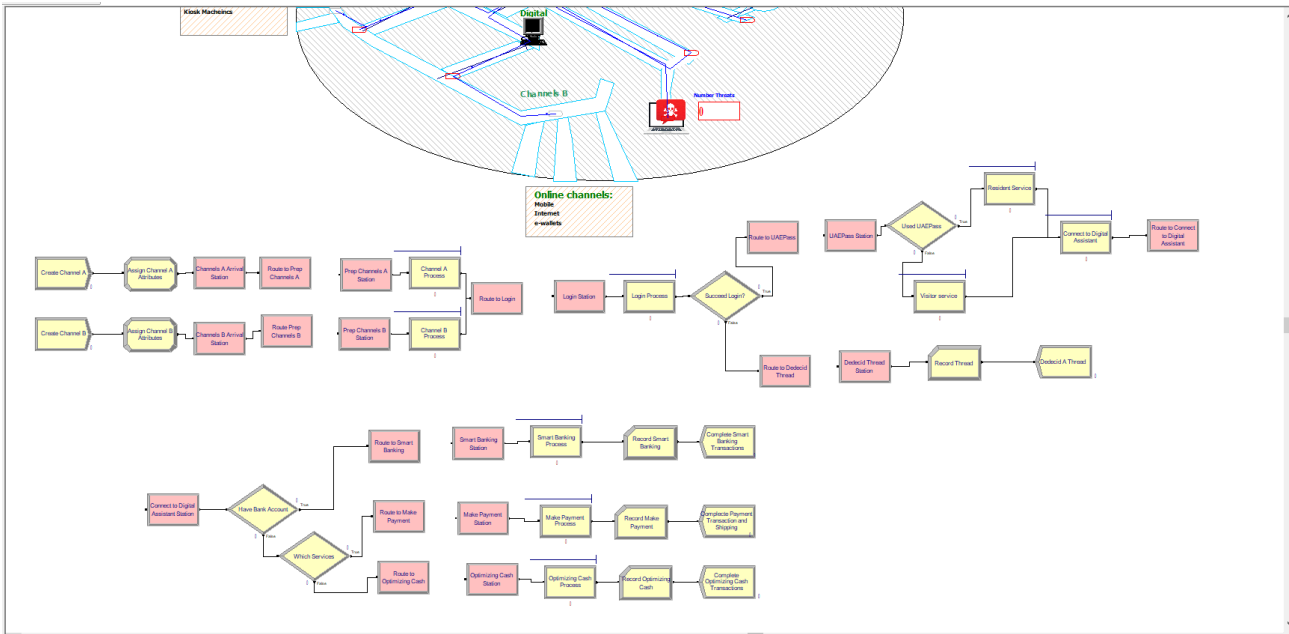 Kiosk Macheincs
Digital
Channels B
Number Threats
0
Online channels:
Mobile
Internet
e-wallets
Create Channel A
Assign Channel A
Attributes
Channels A Arrival
Station
Route to Prep
Channels A
Prep Channels A
Station
Channel A
Process
Route to Login
Create Channel B
Assign Channel B
Attributes
Channels B Arrival
Station
Route Prep
Channels B
Prep Channels B
Station
Channel B
Process
Login Station
Login Process
Succeed Login?
True
False
Route to UAEPass
Route to Dedecid
Thread
UAEPass Station
Used UAEPass
True
False
Resident Service
Visitor service
Connect to Digital
Assistant
Route to Connect
to Digital
Assistant
Dedecid Thread
Station
Record Thread
Dedecid A Thread
Connect to Digital
Assistant Station
Have Bank Account
True
False
Which Services
True
False
Route to Smart
Banking
Route to Make
Payment
Route to
Optimizing Cash
Smart Banking
Station
Smart Banking
Process
Record Smart
Banking
Complete Smart
Banking
Transactions
Make Payment
Station
Make Payment
Process
Record Make
Payment
Complecte Payment
Transaction and
Shipping
Optimizing Cash
Station
Optimizing Cash
Process
Record Optimizing
Cash
Complete
Optimizing Cash
Transactions